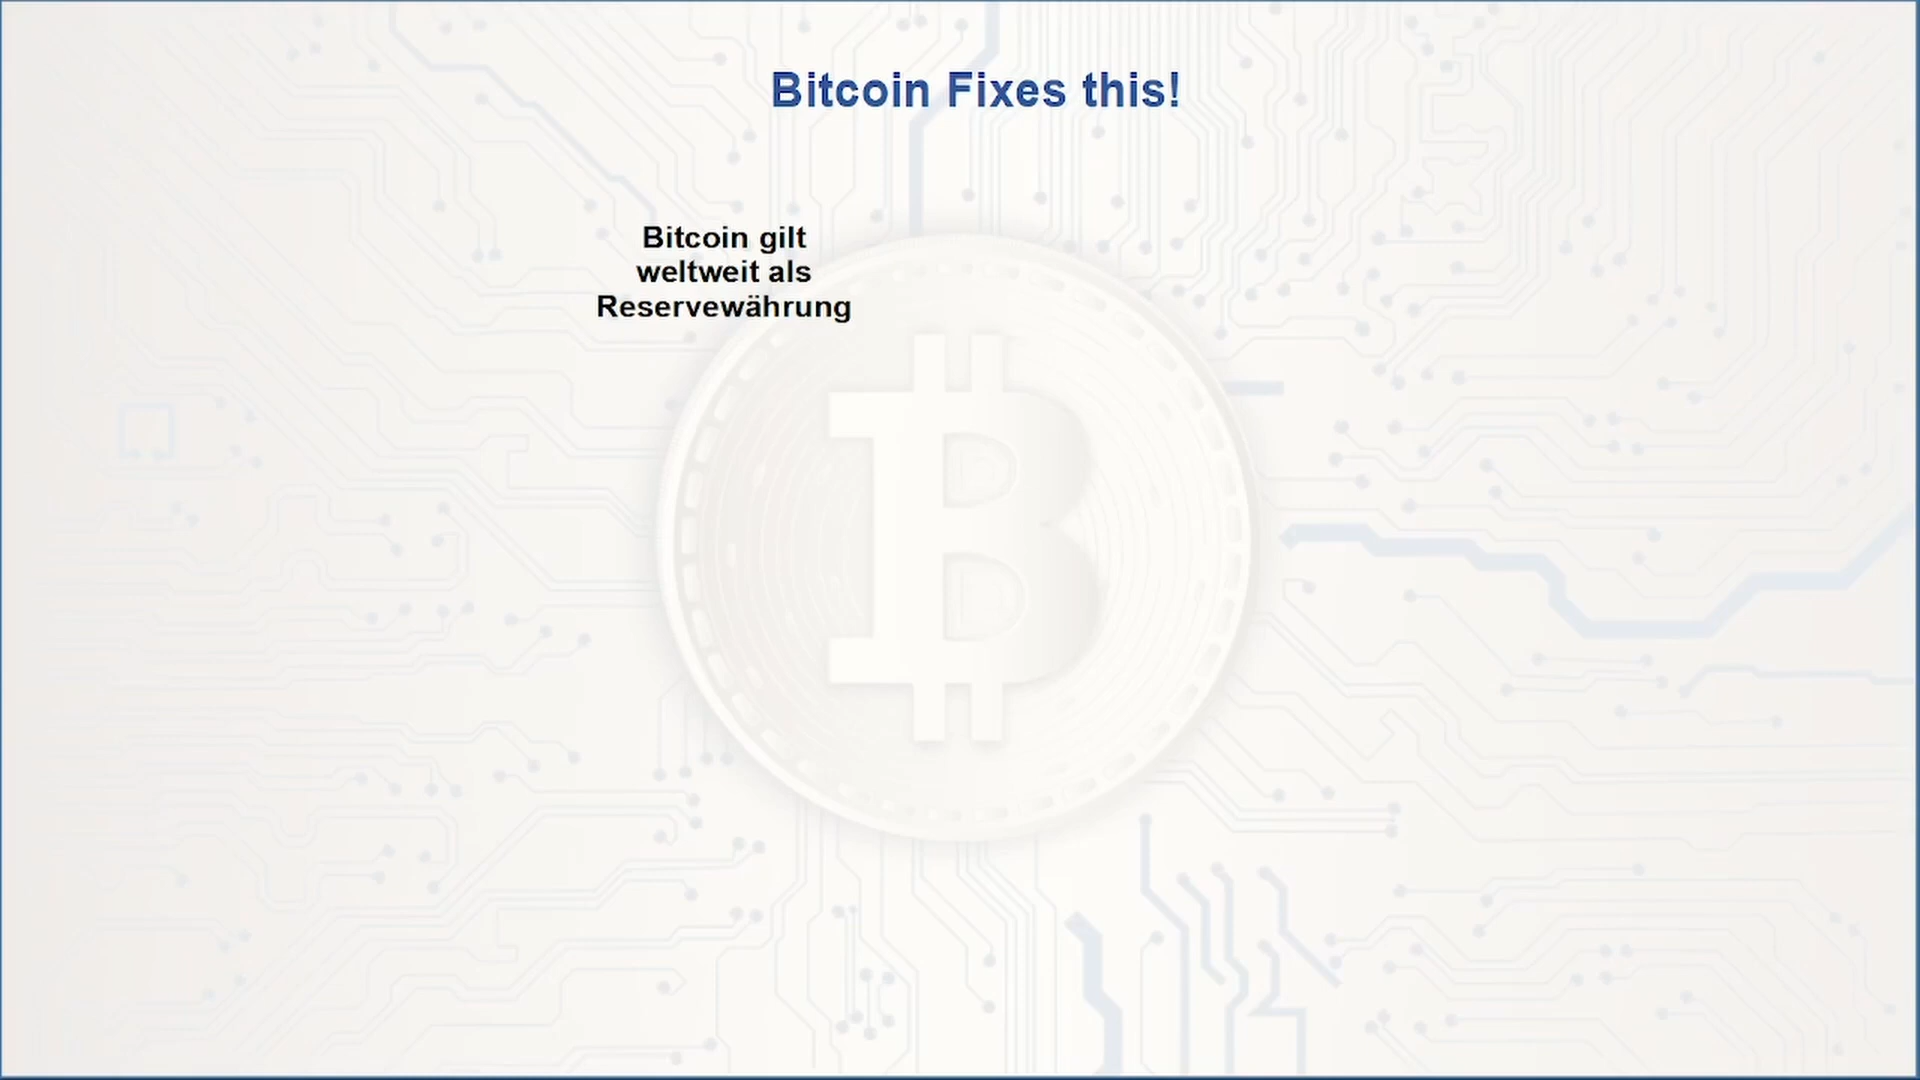 Bitcoin Fixes this!
Bitcoin gilt
weltweit als
Reservewährung